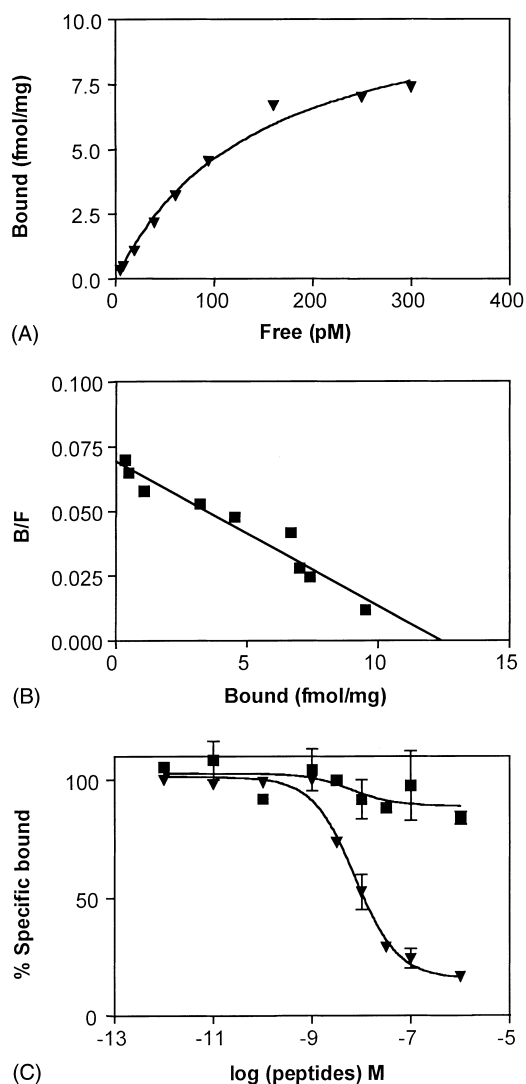 10.0
7.5
5.0
2.5
0.0
Bound (fmol/mg)
0 100 200 300 400
Free (pM)
(A)
0.100
0.075
0.050
0.025
0.000
B/F
0 5 10 15
Bound (fmol/mg)
(B)
100
50
0
% Specific bound
-13 -11 -9 -7 -5
log (peptides) M
(C)